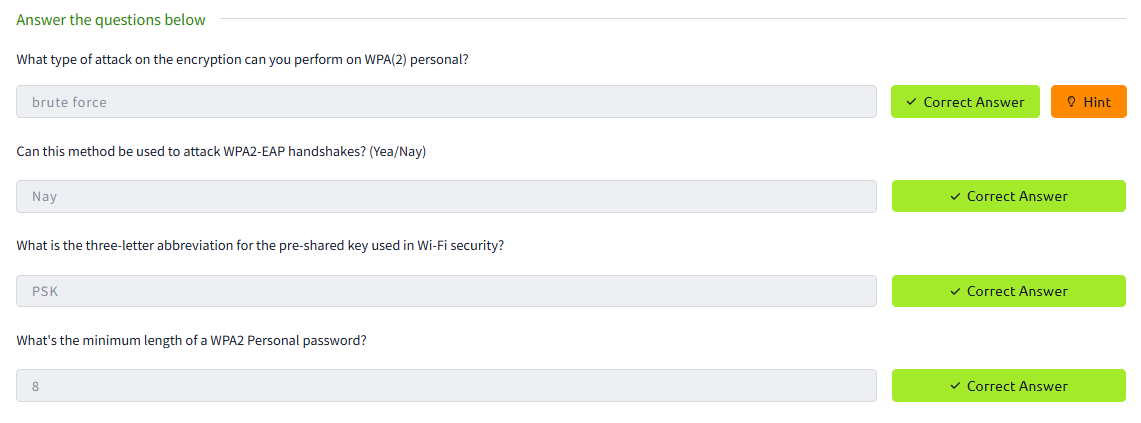 Answer the questions below
What type of attack on the encryption can you perform on WPA(2) personal?
brute force
Correct Answer
Hint
Can this method be used to attack WPA2-EAP handshakes? (Yea/Nay)
Nay
Correct Answer
What is the three-letter abbreviation for the pre-shared key used in Wi-Fi security?
PSK
Correct Answer
What's the minimum length of a WPA2 Personal password?
8
Correct Answer